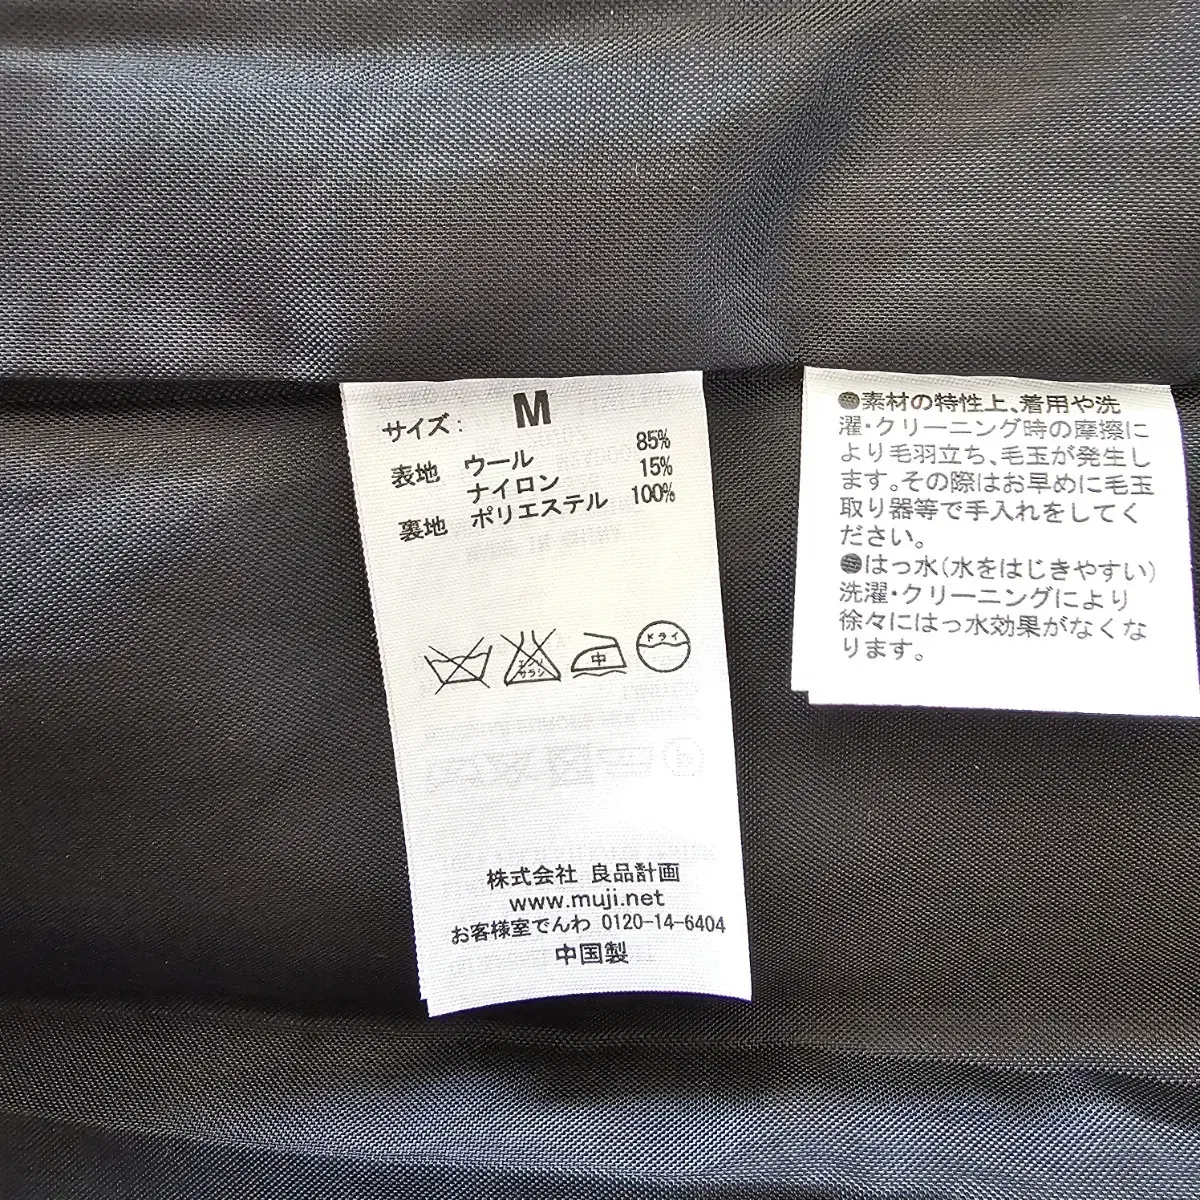 サイズ: M
表地 ウール 85%
ナイロン 15%
裏地 ポリエステル 100%
エンソ
サラシ
中
ドライ
株式会社 良品計画
www.muji.net
お客様室でんわ 0120-14-6404
中国製
●素材の特性上、着用や洗
濯・クリーニング時の摩擦に
より毛羽立ち、毛玉が発生し
ます。その際はお早めに毛玉
取り器等で手入れをしてく
ださい。
●はっ水(水をはじきやすい)
洗濯・クリーニングにより
徐々にはっ水効果がなくな
ります。